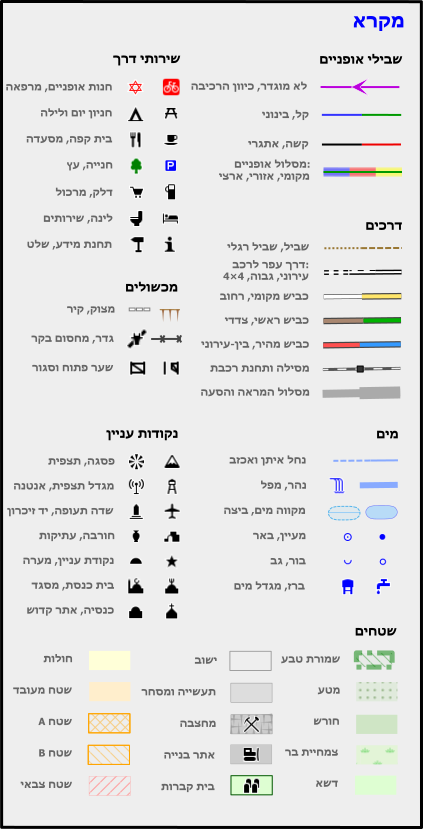 מקרא
שבילי אופניים
לא מוגדר, כיוון הרכיבה
קל, בינוני
קשה, אתגרי
מסלול אופניים:
מקומי, אזורי, ארצי
דרכים
שביל, שביל רגלי
דרך עפר לרכב:
עירוני, גבוה, 4×4
כביש מקומי, רחוב
כביש ראשי, צדדי
כביש מהיר, בין-עירוני
מסילה ותחנת רכבת
מסלול המראה והסעה
שירותי דרך
חנות אופניים, מרפאה
חניון יום ולילה
בית קפה, מסעדה
P
חנייה, עץ
דלק, מרכול
לינה, שירותים
תחנת מידע, שלט
מכשולים
מצוק, קיר
גדר, מחסום בקר
שער פתוח וסגור
מים
נחל איתן ואכזב
נהר, מפל
מקווה מים, ביצה
מעיין, באר
בור, גב
ברז, מגדל מים
נקודות עניין
פסגה, תצפית
מגדל תצפית, אנטנה
שדה תעופה, יד זיכרון
חורבה, עתיקות
נקודת עניין, מערה
בית כנסת, מסגד
כנסיה, אתר קדוש
שטחים
שמורת טבע
מטע
חורש
צמחיית בר
דשא
ישוב
תעשייה ומסחר
מחצבה
אתר בנייה
בית קברות
חולות
שטח מעובד
שטח A
שטח B
שטח צבאי